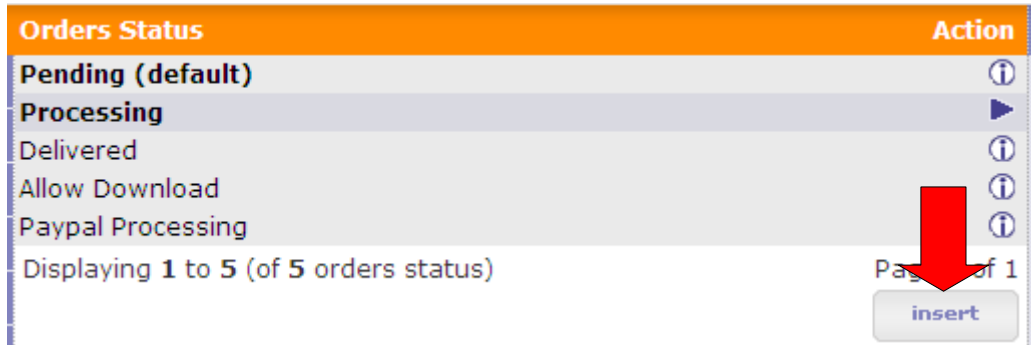 Orders Status Action
Pending (default)
Processing
Delivered
Allow Download
Paypal Processing
Displaying 1 to 5 (of 5 orders status) of 1
insert